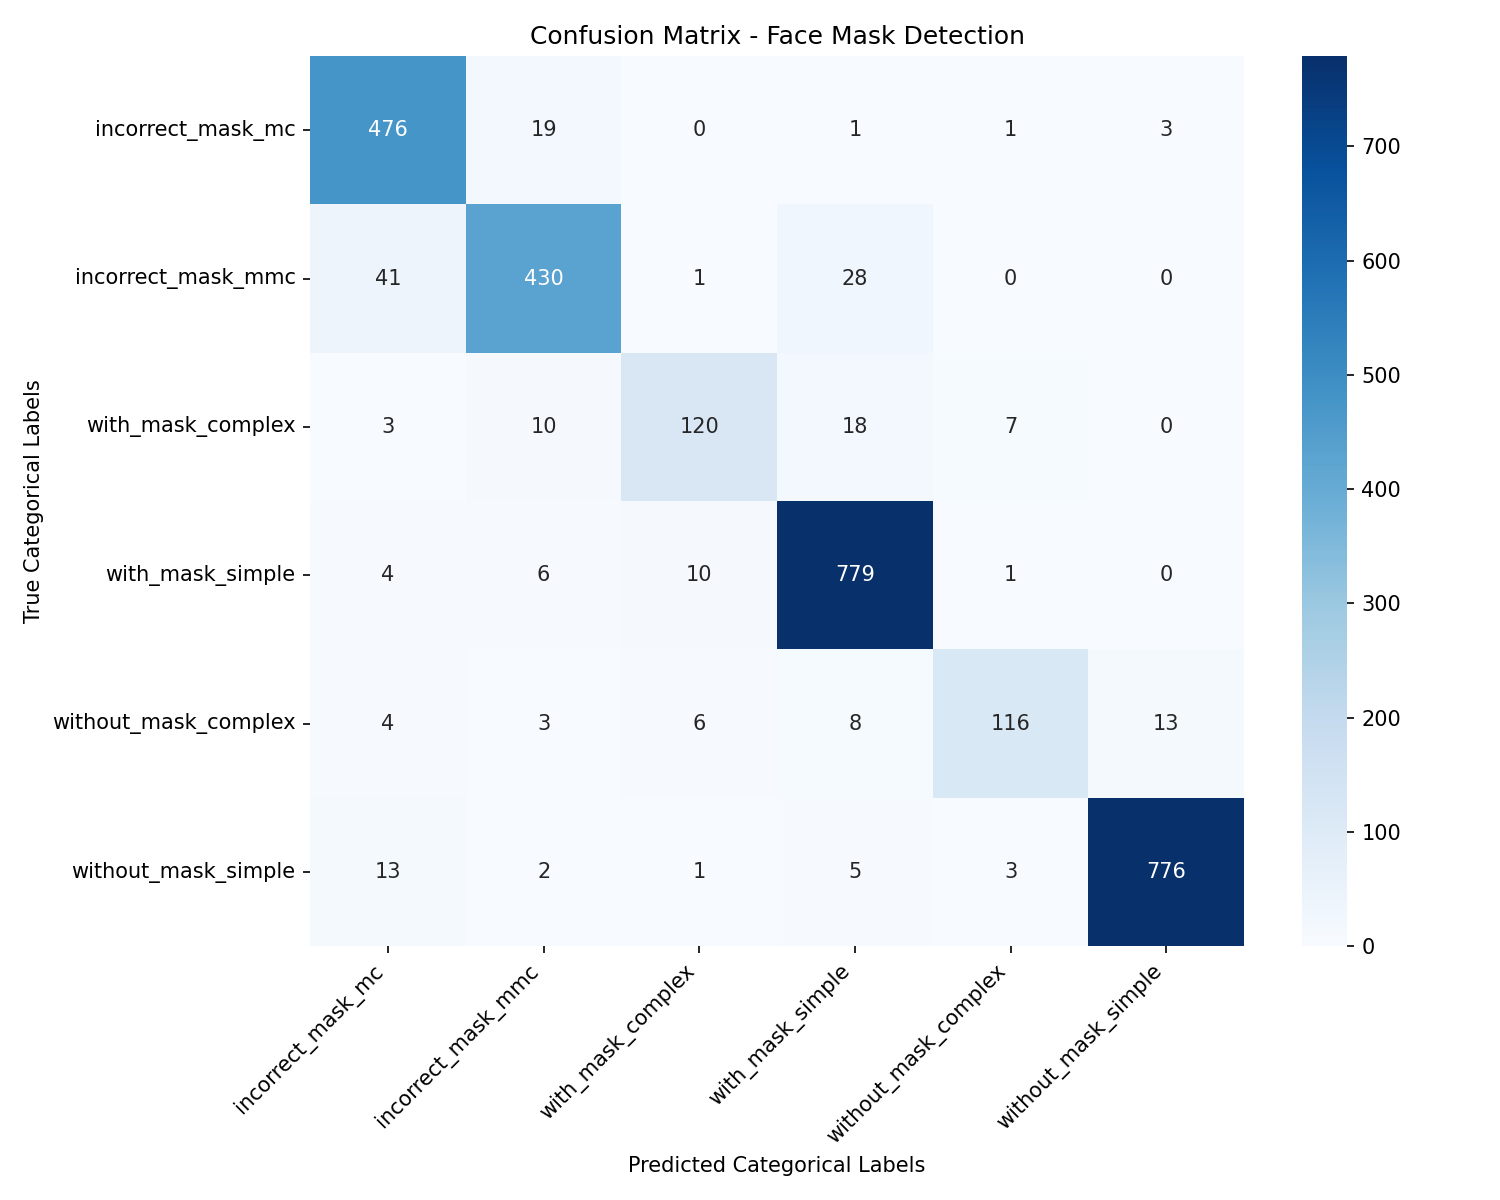 Confusion Matrix - Face Mask Detection
True Categorical Labels
incorrect_mask_mc 476 19 0 1 1 3
incorrect_mask_mmc 41 430 1 28 0 0
with_mask_complex 3 10 120 18 7 0
with_mask_simple 4 6 10 779 1 0
without_mask_complex 4 3 6 8 116 13
without_mask_simple 13 2 1 5 3 776
incorrect_mask_mc
incorrect_mask_mmc
with_mask_complex
with_mask_simple
without_mask_complex
without_mask_simple
Predicted Categorical Labels
700
600
500
400
300
200
100
0